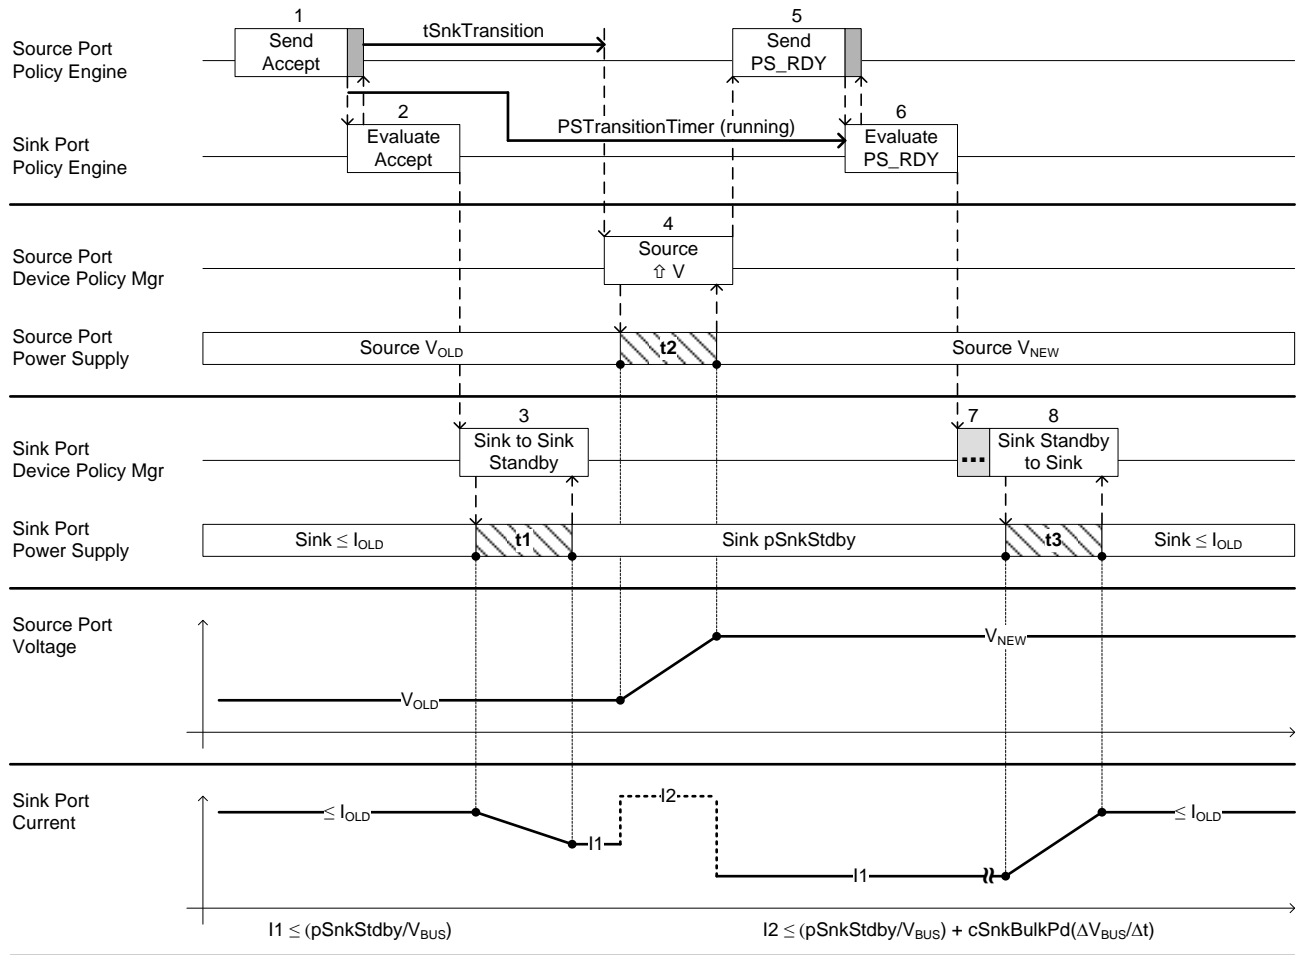 1
5
Source Port
Policy Engine
Send
Accept
tSnkTransition
Send
PS_RDY
2
6
Sink Port
Policy Engine
Evaluate
Accept
PSTransitionTimer (running)
Evaluate
PS_RDY
4
Source Port
Device Policy Mgr
Source
⇧ V
Source Port
Power Supply
Source VOLD
t2
Source VNEW
3
7
8
Sink Port
Device Policy Mgr
Sink to Sink
Standby
...
Sink Standby
to Sink
Sink Port
Power Supply
Sink ≤ IOLD
t1
Sink pSnkStdby
t3
Sink ≤ IOLD
Source Port
Voltage
VOLD
VNEW
Sink Port
Current
≤ IOLD
I1
I2
I1
≤ IOLD
I1 ≤ (pSnkStdby/VBUS)
I2 ≤ (pSnkStdby/VBUS) + cSnkBulkPd(ΔVBUS/Δt)